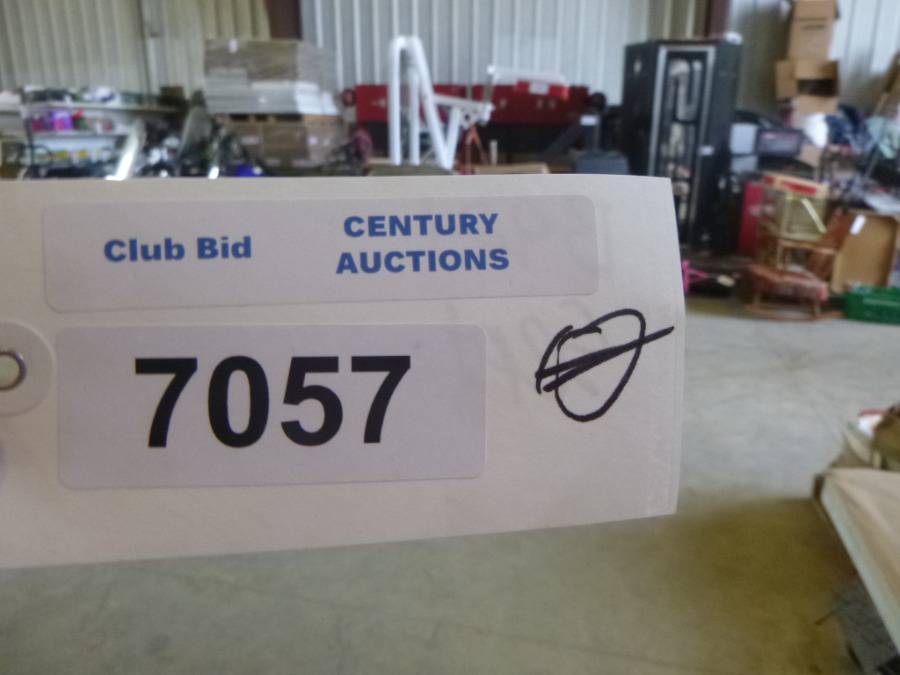 Club Bid
CENTURY
AUCTIONS
7057